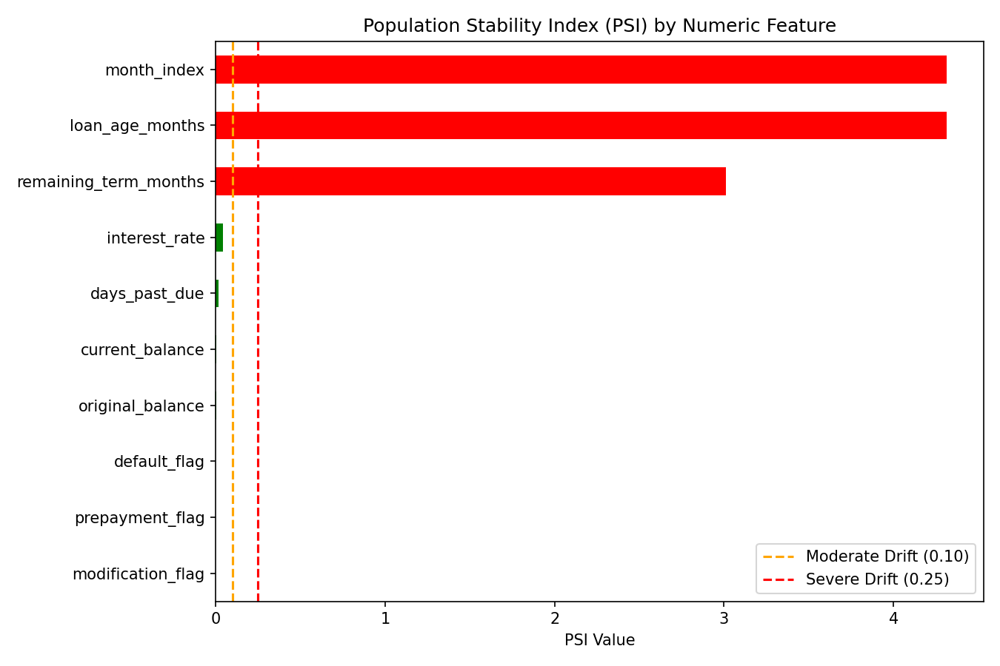 Population Stability Index (PSI) by Numeric Feature
month_index
loan_age_months
remaining_term_months
interest_rate
days_past_due
current_balance
original_balance
default_flag
prepayment_flag
modification_flag
Moderate Drift (0.10)
Severe Drift (0.25)
0 1 2 3 4
PSI Value